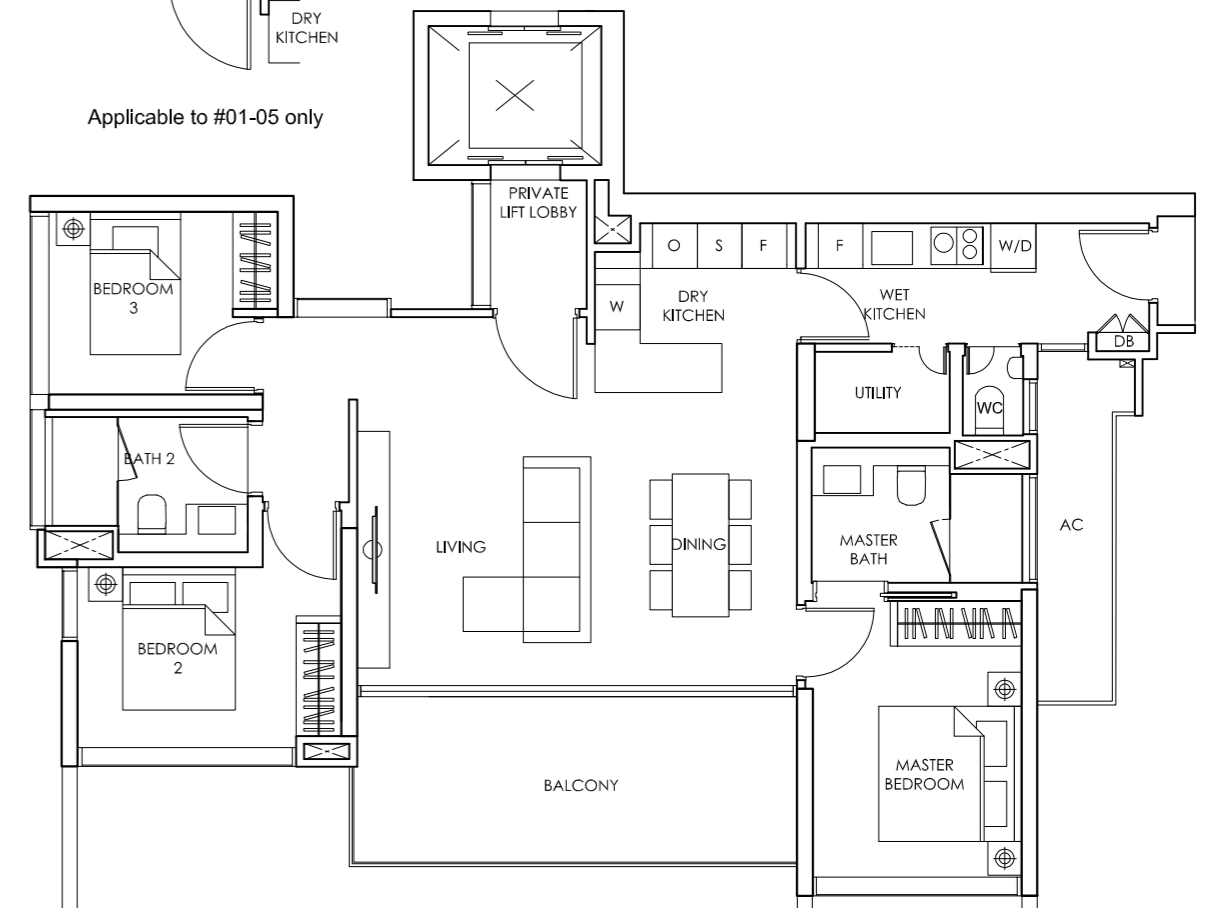 DRY
KITCHEN
Applicable to #01-05 only
PRIVATE
LIFT LOBBY
O
S
F
F
W/D
BEDROOM
3
W
DRY
KITCHEN
WET
KITCHEN
DB
UTILITY
WC
BATH 2
LIVING
DINING
MASTER
BATH
AC
BEDROOM
2
BALCONY
MASTER
BEDROOM